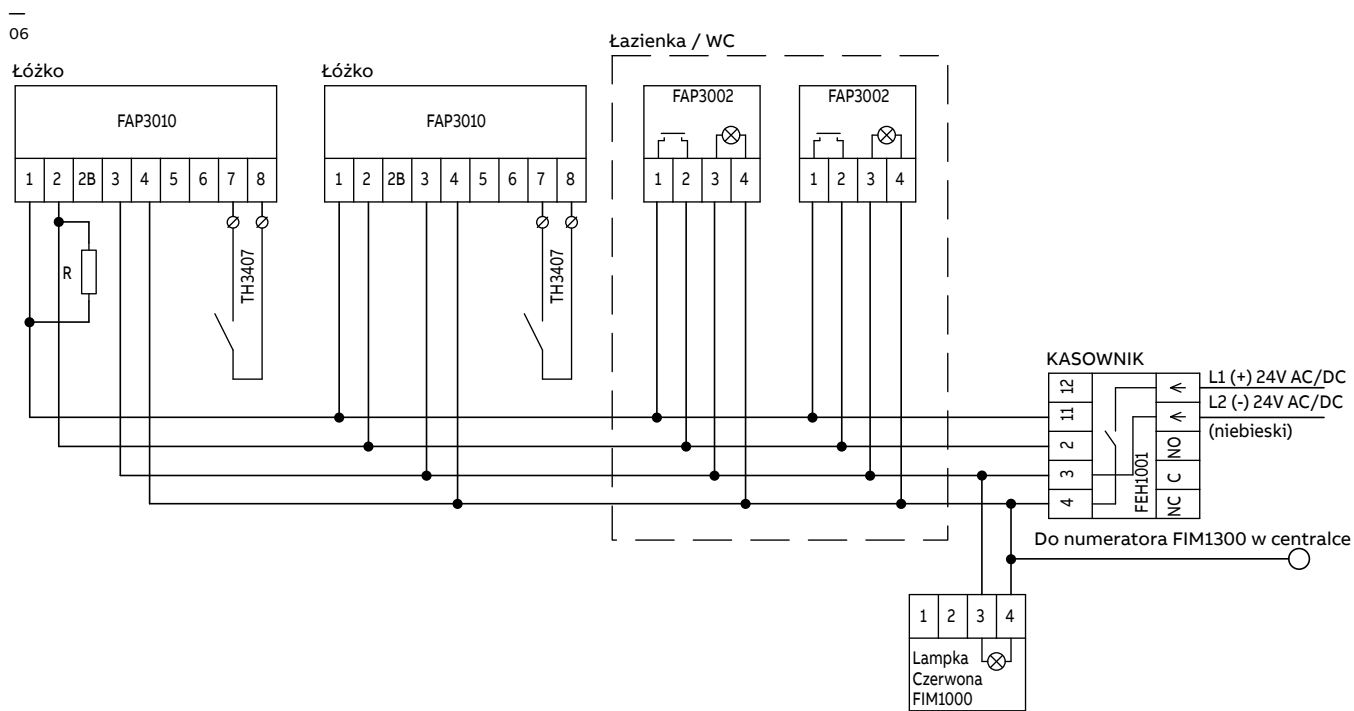 —
06
Łóżko
FAP3010
1 2 2B 3 4 5 6 7 8
R
TH3407
Łóżko
FAP3010
1 2 2B 3 4 5 6 7 8
TH3407
Łazienka / WC
FAP3002
1 2 3 4
FAP3002
1 2 3 4
KASOWNIK
12
11
2
3
4
FEH1001
NO
C
NC
L1 (+) 24V AC/DC
L2 (-) 24V AC/DC
(niebieski)
Do numeratora FIM1300 w centralce
1 2 3 4
Lampka
Czerwona
FIM1000